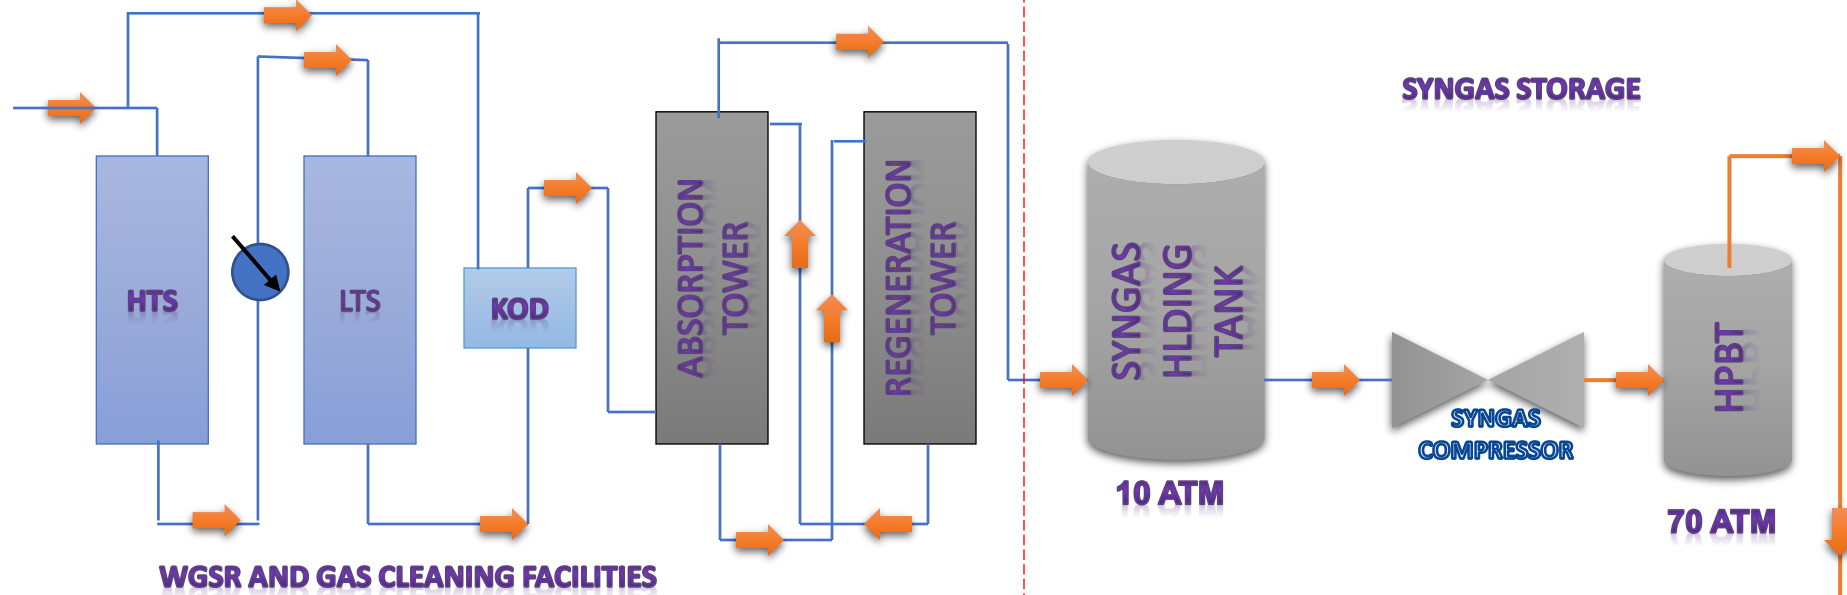 SYNGAS STORAGE
HTS
LTS
KOD
ABSORPTION
TOWER
REGENERATION
TOWER
SYNGAS
HLDING
TANK
SYNGAS
COMPRESSOR
HPBT
10 ATM
70 ATM
WGSR AND GAS CLEANING FACILITIES